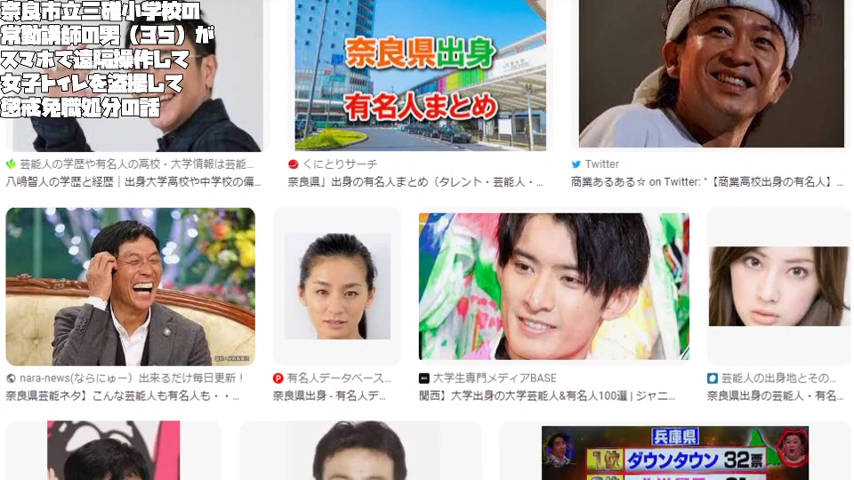 奈良市立三碓小学校の
常勤講師の男（35）が
スマホで遠隔操作して
女子トイレを盗撮して
懲戒免職処分の話
奈良県出身
有名人まとめ
芸能人の学歴や有名人の高校・大学情報は芸能...
八嶋智人の学歴と経歴｜出身大学高校や中学校の偏...
くにとりサーチ
奈良県」出身の有名人まとめ（タレント・芸能人・...
Twitter
商業あるある☆ on Twitter: "【商業高校出身の有名人】...
nara-news(ならにゅー）出来るだけ毎日更新！
奈良県芸能ネタ】こんな芸能人も有名人も・・...
有名人データベース...
奈良県出身 - 有名人デ...
大学生専門メディアBASE
関西】大学出身の大学芸能人&有名人100選 | ジャニ...
芸能人の出身地とその...
奈良県出身の芸能人・有名...
兵庫県
1位 ダウンタウン 32票